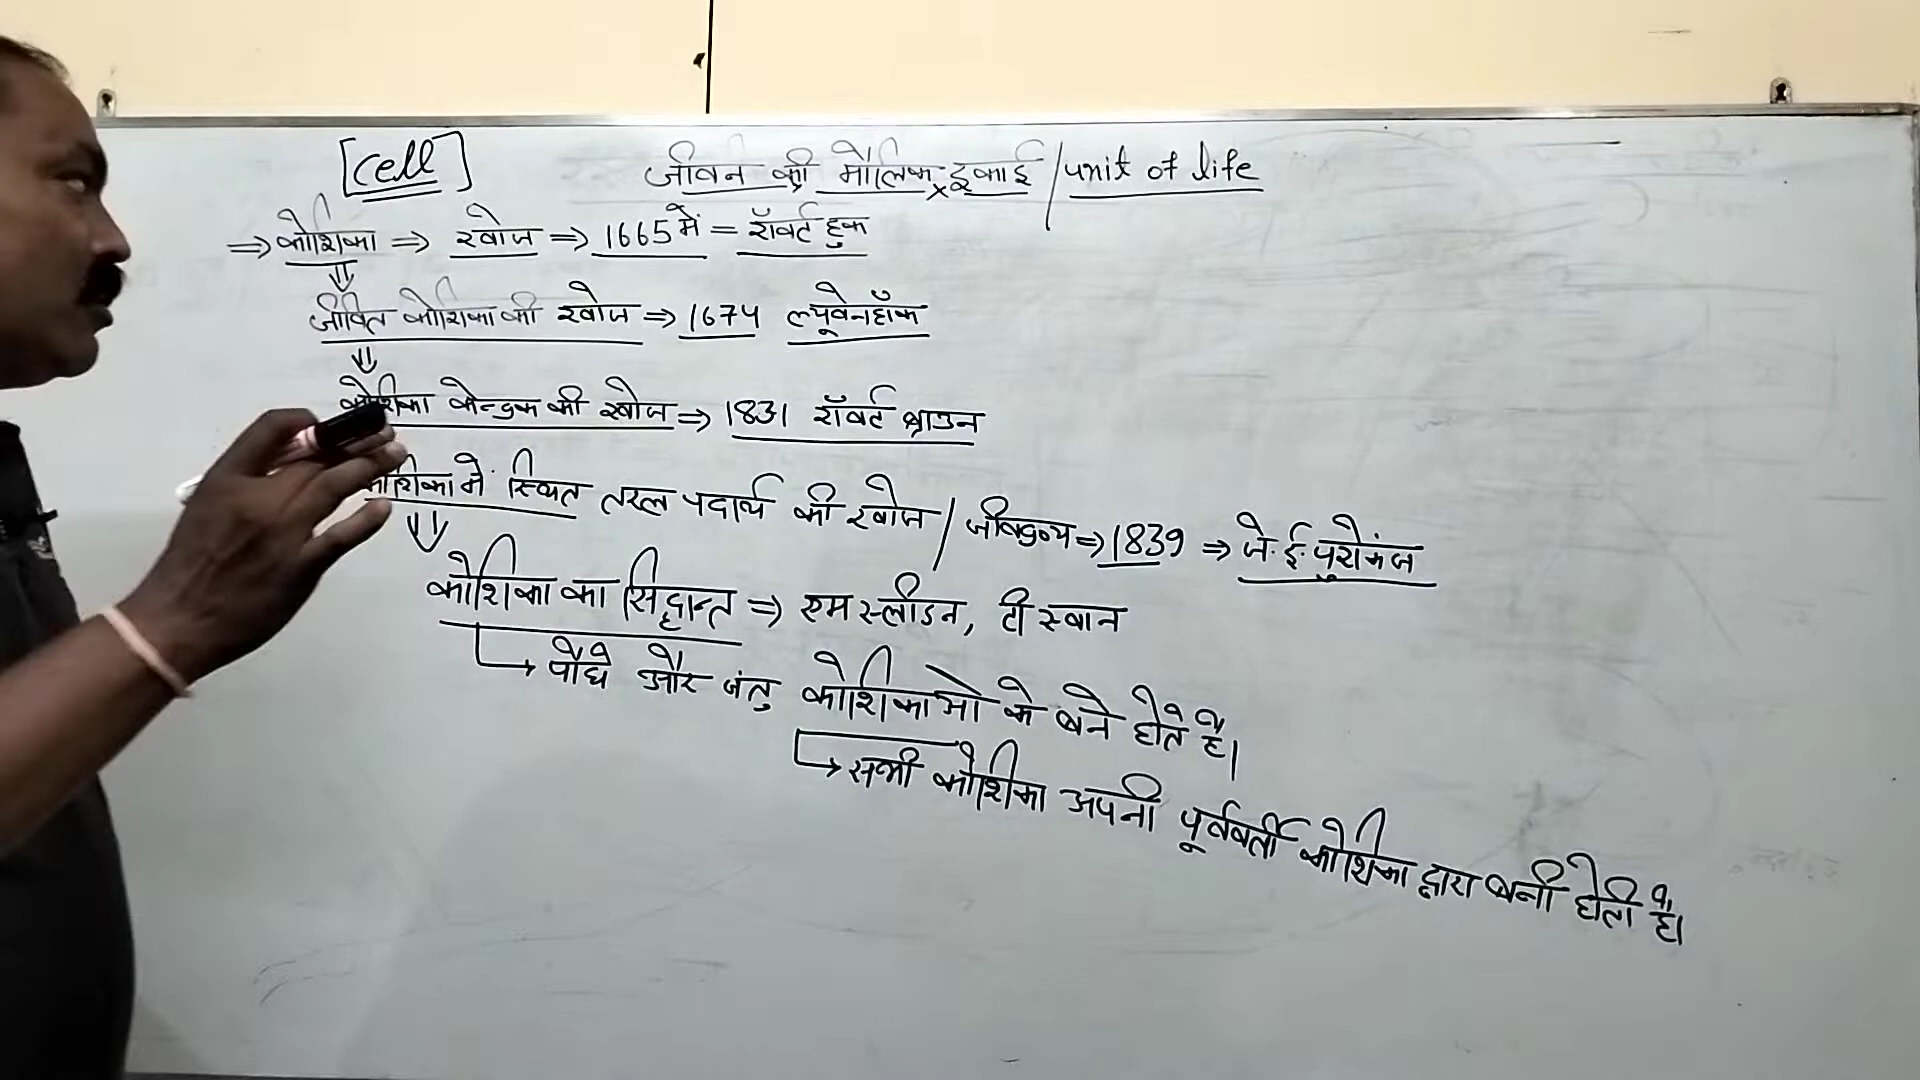 [cell]
जीवन की मौलिक इकाई / unit of life
⇒ कोशिका ⇒ खोज ⇒ 1665 में = रॉबर्ट हुक
जीवित कोशिका की खोज ⇒ 1674 ल्यूवेनहॉक
कोशिका केन्द्रक की खोज ⇒ 1831 रॉबर्ट ब्राउन
कोशिका में स्थित तरल पदार्थ की खोज / जीवद्रव्य ⇒ 1839 ⇒ जे. ई. पुरोकंज
कोशिका का सिद्धान्त ⇒ एम स्लीडन, टी स्वान
पौधे और जंतु कोशिकाओ के बने होते है।
सभी कोशिका अपनी पूर्ववर्ती कोशिका द्वारा बनी होती है।